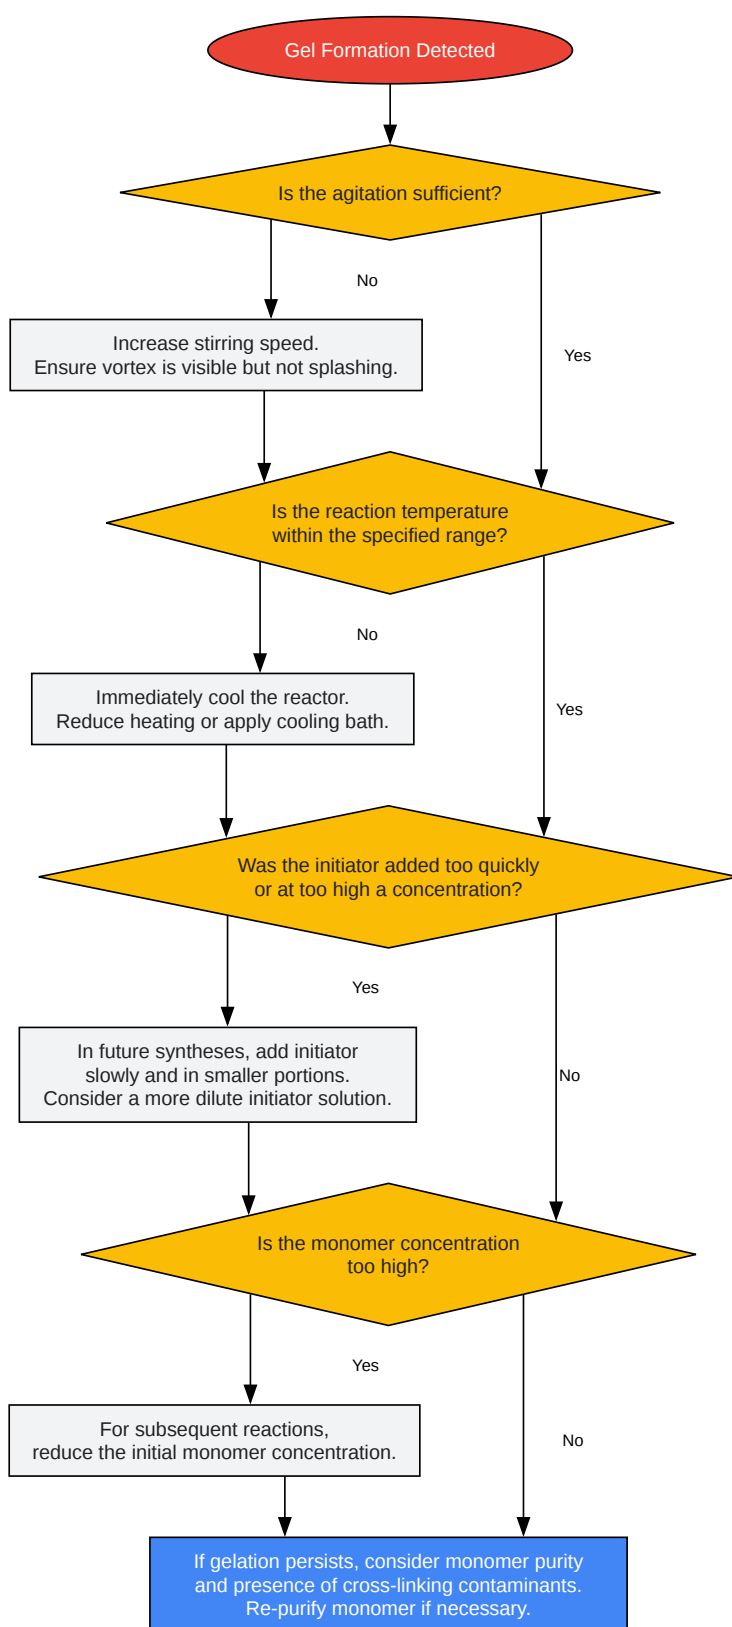 Gel Formation Detected
Is the agitation sufficient?
No
Increase stirring speed.
Ensure vortex is visible but not splashing.
Yes
Is the reaction temperature
within the specified range?
No
Immediately cool the reactor.
Reduce heating or apply cooling bath.
Yes
Was the initiator added too quickly
or at too high a concentration?
Yes
In future syntheses, add initiator
slowly and in smaller portions.
Consider a more dilute initiator solution.
No
Is the monomer concentration
too high?
Yes
For subsequent reactions,
reduce the initial monomer concentration.
No
If gelation persists, consider monomer purity
and presence of cross-linking contaminants.
Re-purify monomer if necessary.